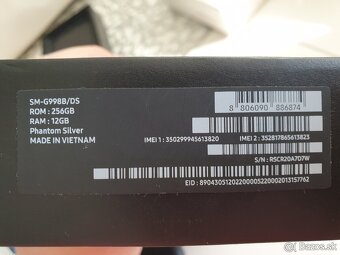 SM-G998B/DS
ROM : 256GB
RAM : 12GB
Phantom Silver
MADE IN VIETNAM
8 806090 886874
IMEI 1 : 350299945613820
IMEI 2 : 352817865613823
S/N : R5CR20A7D7W
EID : 89043051202200005220002013157762
© bazos.sk